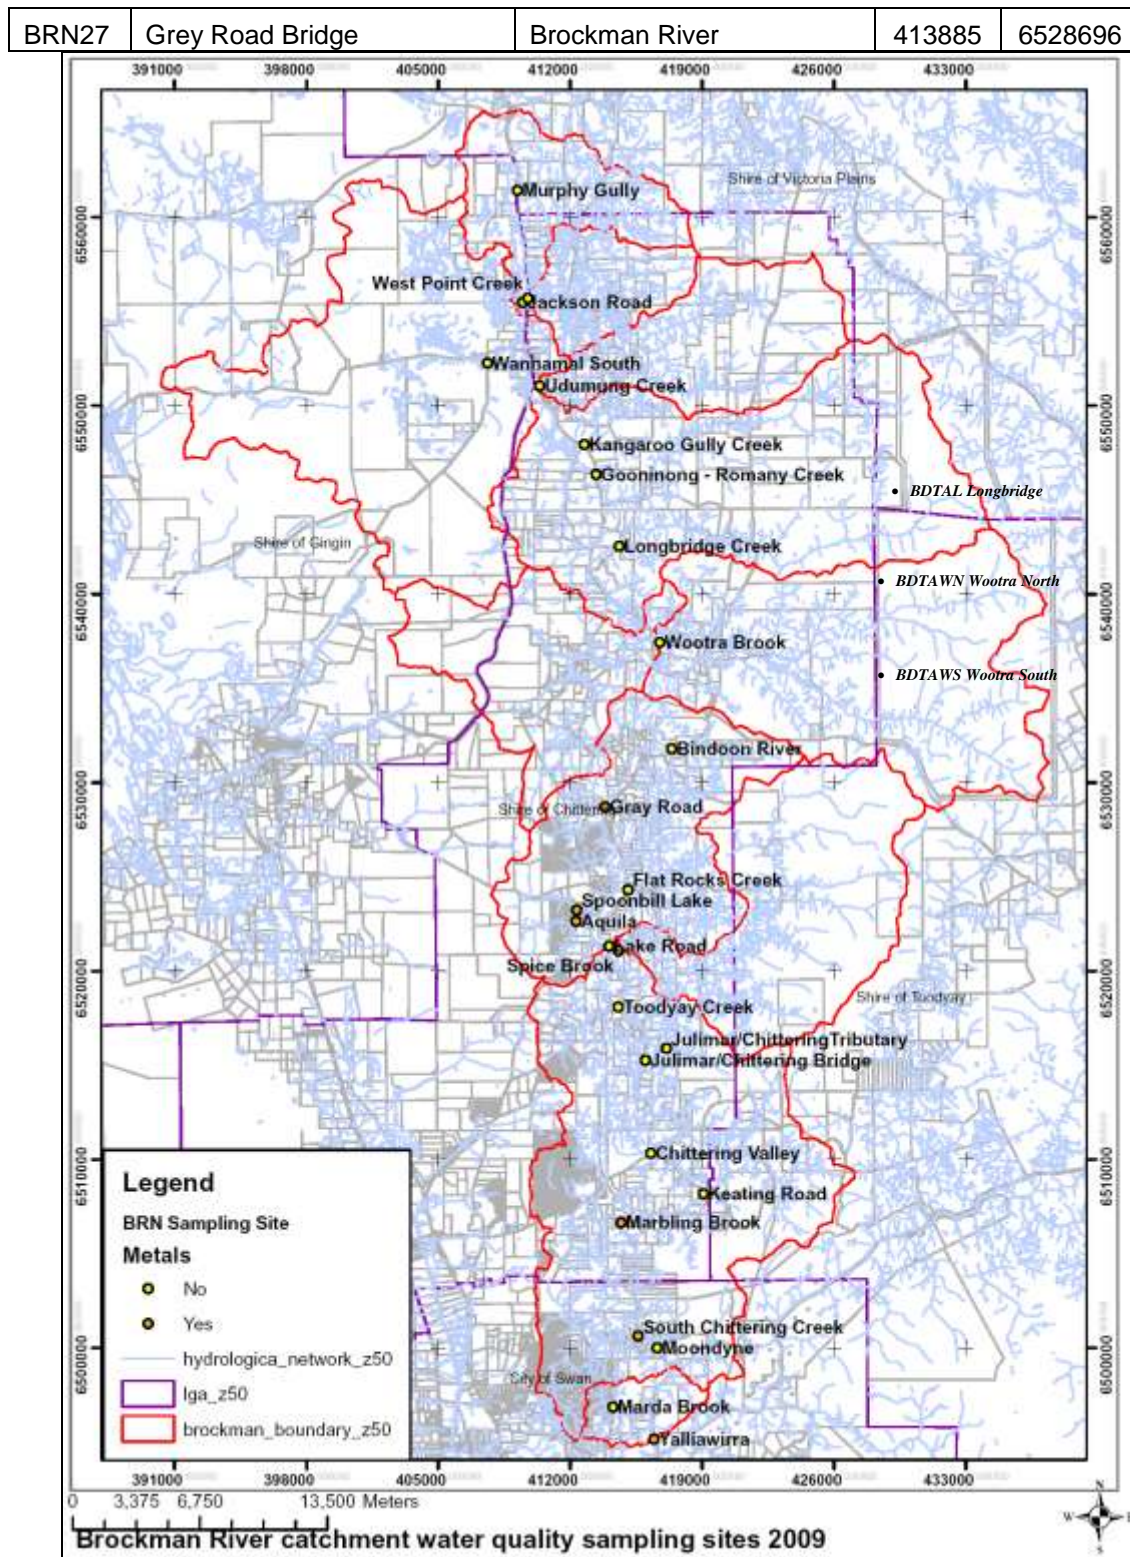 BRN27 Grey Road Bridge Brockman River 413885 6528696
391000 398000 405000 412000 419000 426000 433000
Shire of Victoria Plains
Murphy Gully
6560000 6560000
West Point Creek
Jackson Road
Wannamal South
Udumung Creek
6550000 6550000
Kangaroo Gully Creek
Gooninong - Romany Creek
• BDTAL Longbridge
Shire of Gingin
Longbridge Creek
• BDTAWN Wootra North
6540000 6540000
Wootra Brook
• BDTAWS Wootra South
Bindoon River
6530000 6530000
Shire of Chittering
Gray Road
Flat Rocks Creek
Spoonbill Lake
Aquila
Lake Road
Spice Brook
6520000 6520000
Shire of Toodyay
Toodyay Creek
Julimar/ChitteringTributary
Julimar/Chittering Bridge
6510000 6510000
Chittering Valley
Keating Road
Marbling Brook
South Chittering Creek
Moondyne
6500000 6500000
City of Swan
Marda Brook
Yalliawirra
Legend
BRN Sampling Site
Metals
No
Yes
hydrologica_network_z50
lga_z50
brockman_boundary_z50
391000 398000 405000 412000 419000 426000 433000
0 3,375 6,750 13,500 Meters
N
W E
S
Brockman River catchment water quality sampling sites 2009